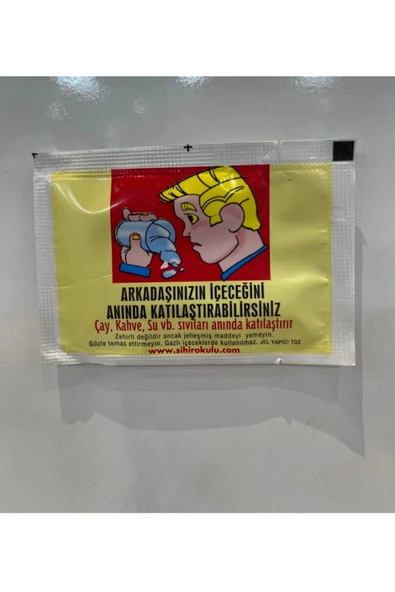 ARKADAŞINIZIN İÇECEĞİNİ
ANINDA KATILAŞTIRABİLİRSİNİZ
Çay, Kahve, Su vb. sıvıları anında katılaştırır
Zehirli değildir ancak jelleşmiş maddeyi yemeyin.
Gözle temas ettirmeyin. Gazlı içeceklerde kullanılmaz. JEL YAPICI TOZ
www.sihirokulu.com